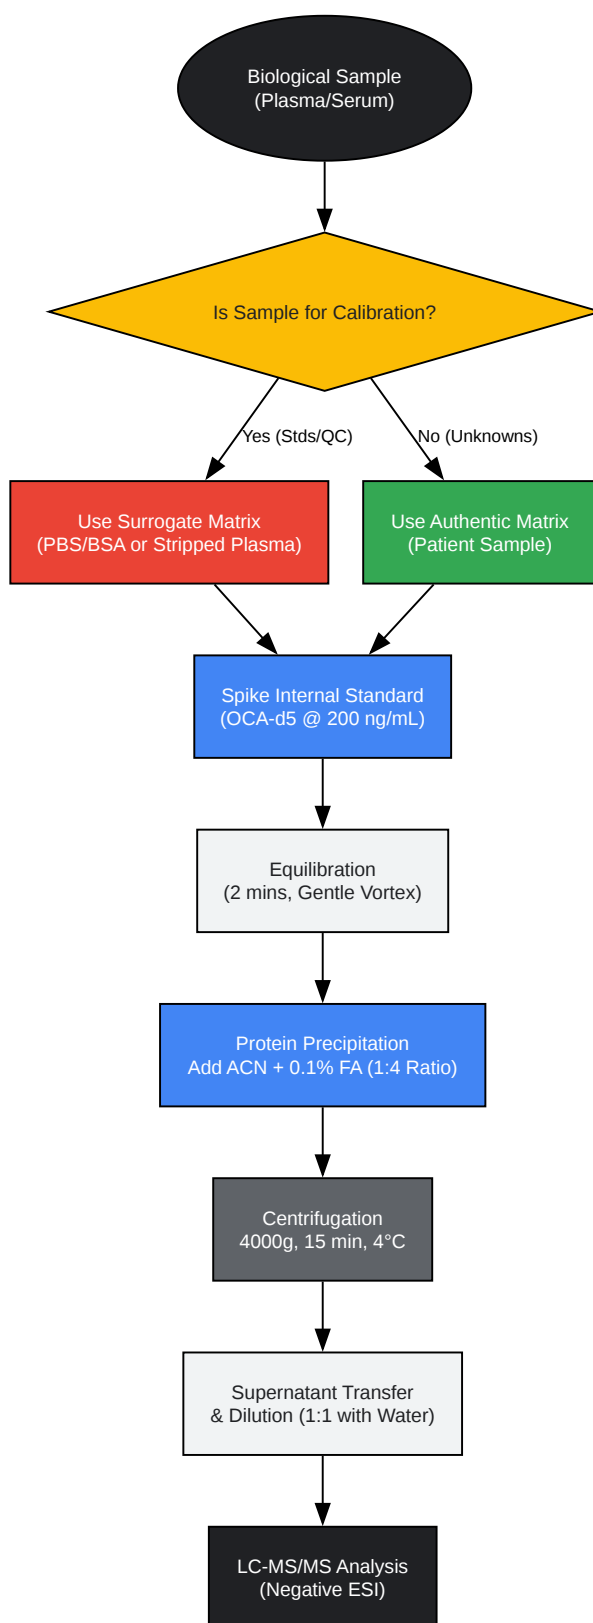 Biological Sample
(Plasma/Serum)
Is Sample for Calibration?
Yes (Stds/QC)
No (Unknowns)
Use Surrogate Matrix
(PBS/BSA or Stripped Plasma)
Use Authentic Matrix
(Patient Sample)
Spike Internal Standard
(OCA-d5 @ 200 ng/mL)
Equilibration
(2 mins, Gentle Vortex)
Protein Precipitation
Add ACN + 0.1% FA (1:4 Ratio)
Centrifugation
4000g, 15 min, 4°C
Supernatant Transfer
& Dilution (1:1 with Water)
LC-MS/MS Analysis
(Negative ESI)